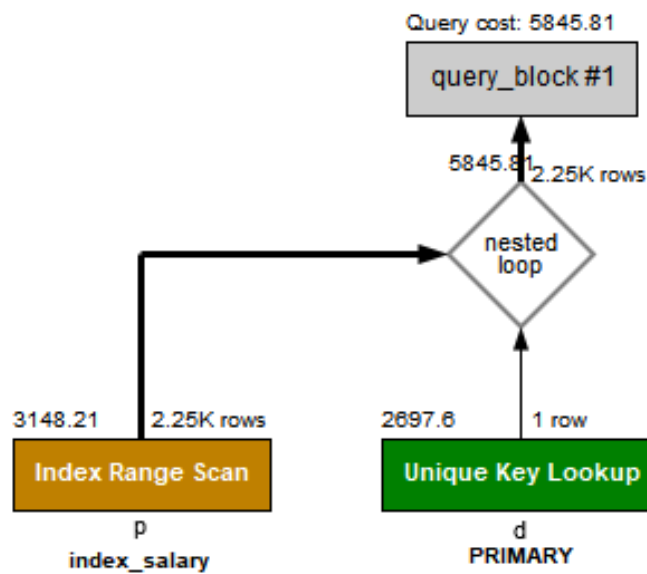 Query cost: 5845.81
query_block #1
5845.81
2.25K rows
nested
loop
3148.21
2.25K rows
2697.6
1 row
Index Range Scan
Unique Key Lookup
p
d
index_salary
PRIMARY